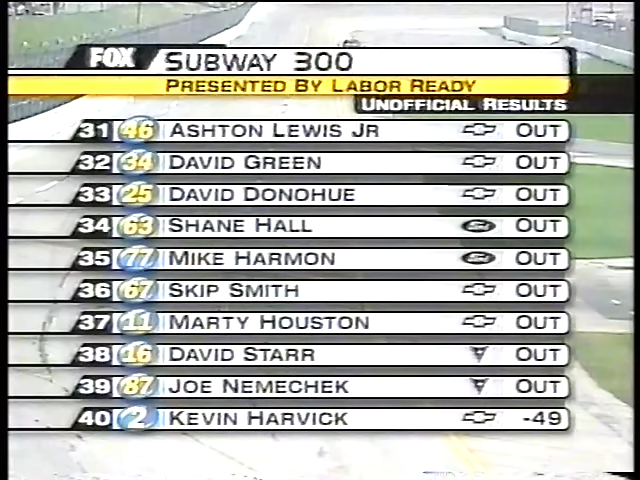 FOX SUBWAY 300
PRESENTED BY LABOR READY
UNOFFICIAL RESULTS
31 46 ASHTON LEWIS JR OUT
32 34 DAVID GREEN OUT
33 25 DAVID DONOHUE OUT
34 63 SHANE HALL OUT
35 77 MIKE HARMON OUT
36 67 SKIP SMITH OUT
37 11 MARTY HOUSTON OUT
38 16 DAVID STARR OUT
39 87 JOE NEMECHEK OUT
40 2 KEVIN HARVICK -49